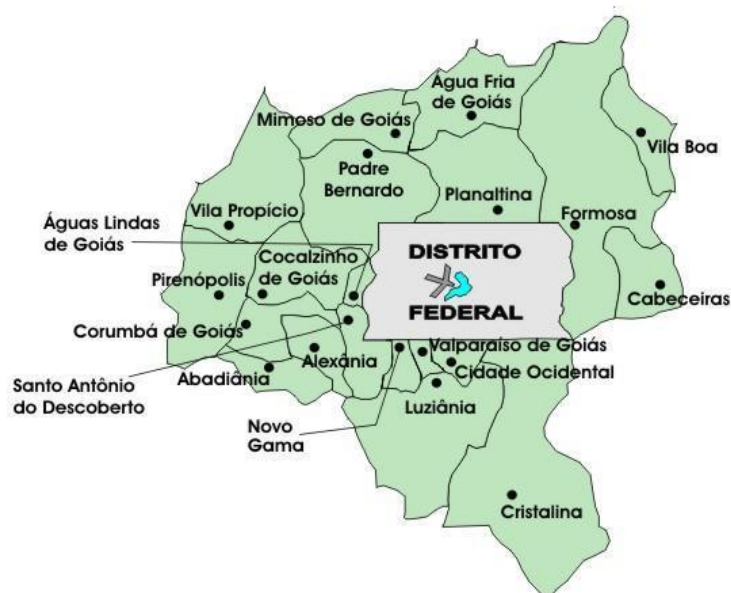 Agua Fria
de Goiás
Mimoso de Goiás
Vila Boa
Padre
Bernardo
Planaltina
Vila Propício
Formosa
Águas Lindas
de Goiás
DISTRITO
FEDERAL
Cocalzinho
de Goiás
Pirenópolis
Cabeceiras
Corumbá de Goiás
Valparaíso de Goiás
Alexânia
Cidade Ocidental
Abadiânia
Santo Antônio
do Descoberto
Luziânia
Novo
Gama
Cristalina